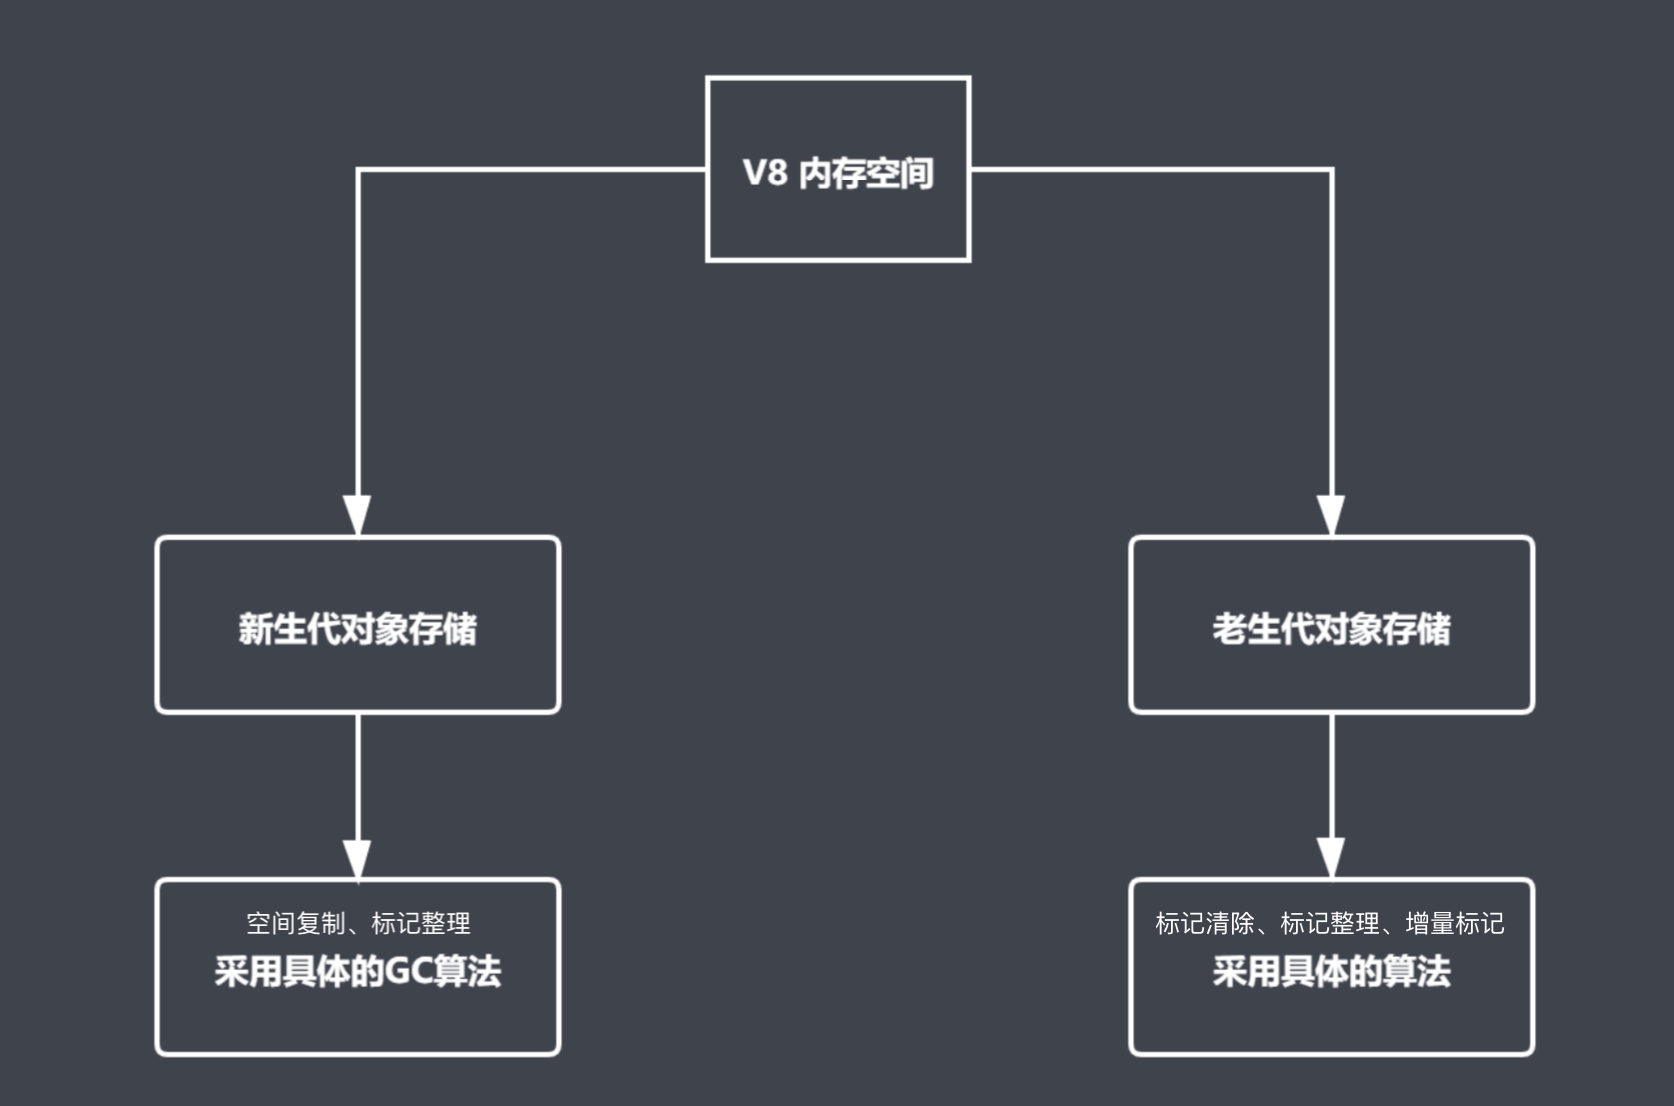 V8 内存空间
新生代对象存储
老生代对象存储
空间复制、标记整理
采用具体的GC算法
标记清除、标记整理、增量标记
采用具体的算法